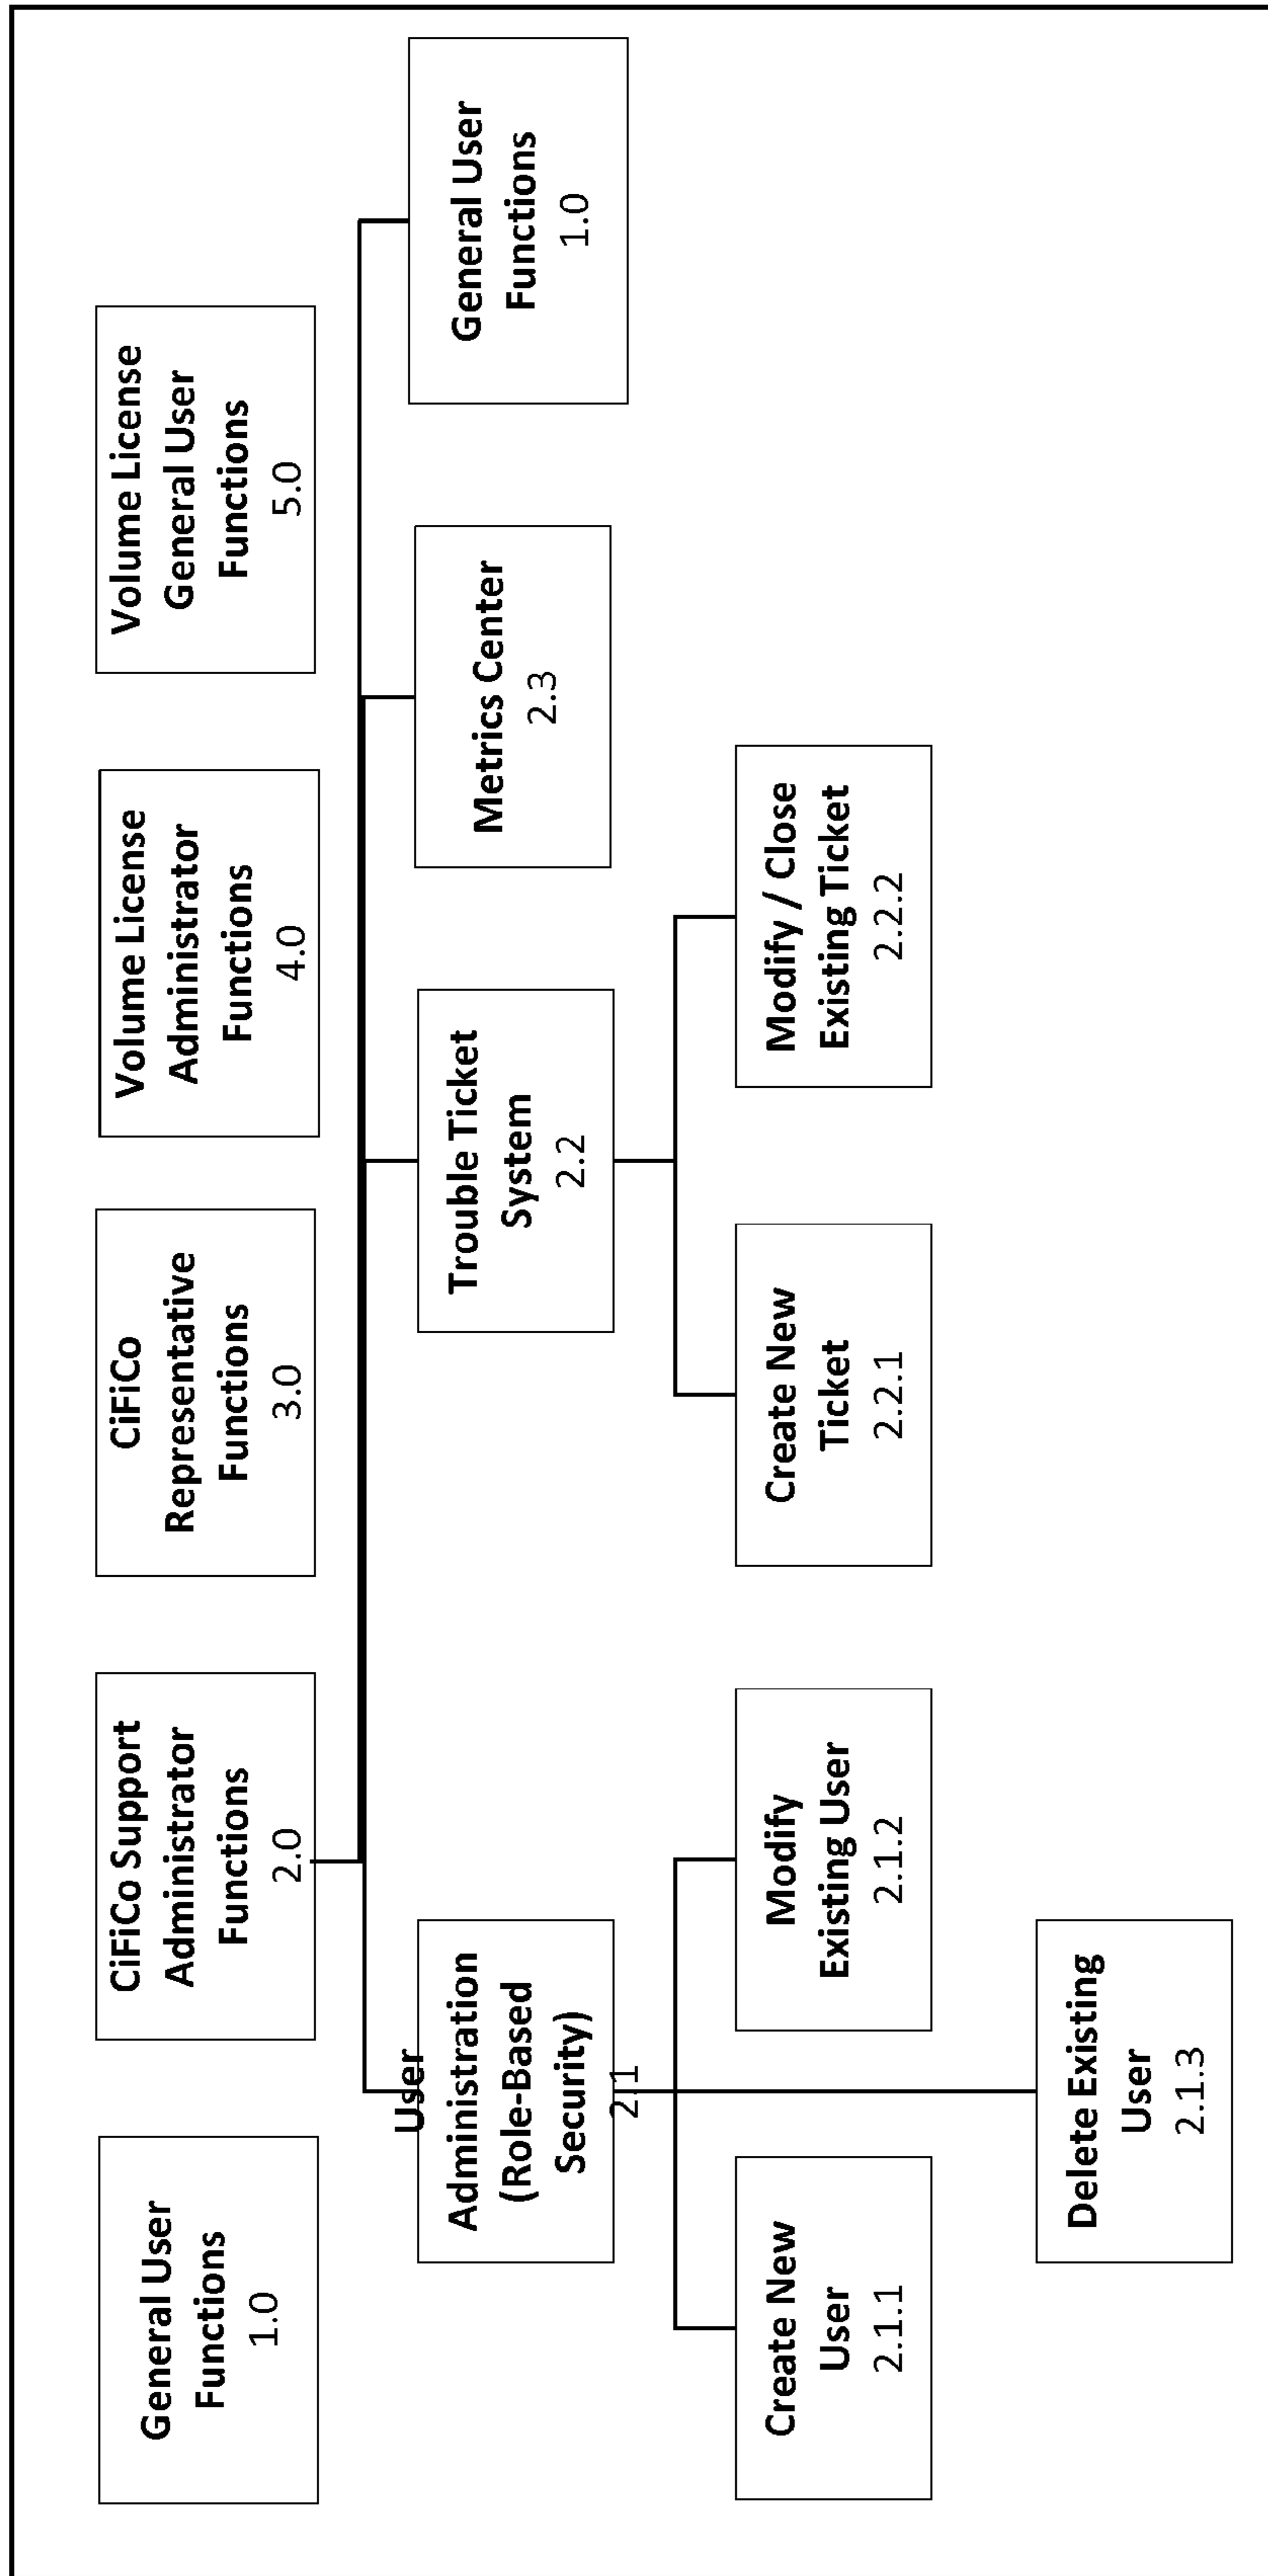 General User
Functions
1.0
CiFiCo Support
Administrator
Functions
2.0
CiFiCo
Representative
Functions
3.0
Volume License
Administrator
Functions
4.0
Volume License
General User
Functions
5.0
User
Administration
(Role-Based
Security)
2.1
Trouble Ticket
System
2.2
Metrics Center
2.3
General User
Functions
1.0
Create New
User
2.1.1
Modify
Existing User
2.1.2
Create New
Ticket
2.2.1
Modify / Close
Existing Ticket
2.2.2
Delete Existing
User
2.1.3